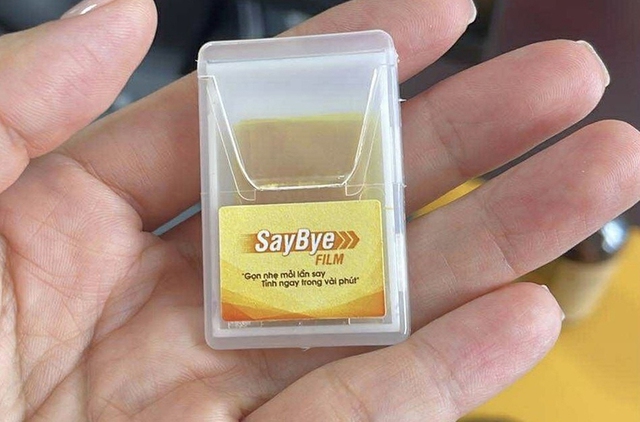 SayBye
FILM
"Gọn nhẹ mỗi lần say
Tỉnh ngay trong vài phút"